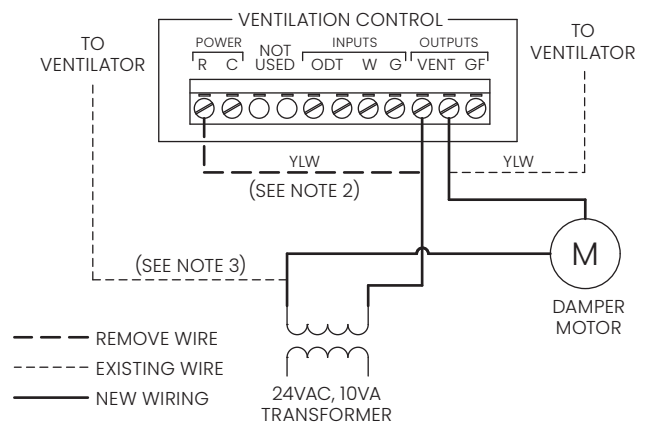 VENTILATION CONTROL
TO
VENTILATOR
POWER
NOT
USED
INPUTS
OUTPUTS
R C ODT W G VENT GF
TO
VENTILATOR
YLW
(SEE NOTE 2)
YLW
(SEE NOTE 3)
M
DAMPER
MOTOR
REMOVE WIRE
EXISTING WIRE
NEW WIRING
24VAC, 10VA
TRANSFORMER